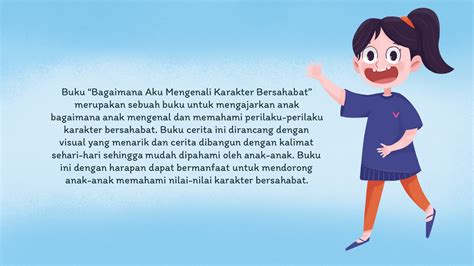 Buku “Bagaimana Aku Mengenali Karakter Bersahabat”
merupakan sebuah buku untuk mengajarkan anak
bagaimana anak mengenal dan memahami perilaku-perilaku
karakter bersahabat. Buku cerita ini dirancang dengan
visual yang menarik dan cerita dibangun dengan kalimat
sehari-hari sehingga mudah dipahami oleh anak-anak. Buku
ini dengan harapan dapat bermanfaat untuk mendorong
anak-anak memahami nilai-nilai karakter bersahabat.